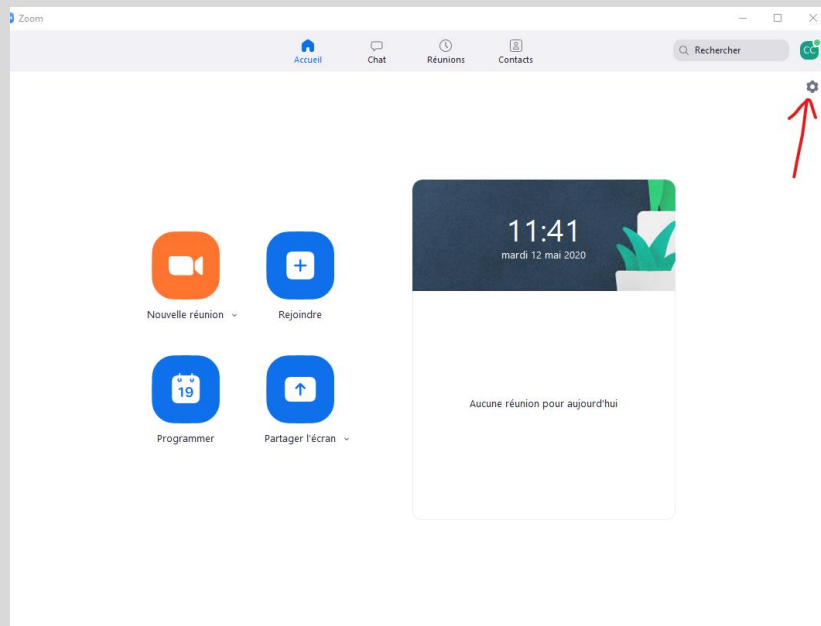 Zoom
Accueil
Chat
Réunions
Contacts
Rechercher
CC
11:41
mardi 12 mai 2020
Nouvelle réunion
Rejoindre
19
Programmer
Partager l'écran
Aucune réunion pour aujourd'hui